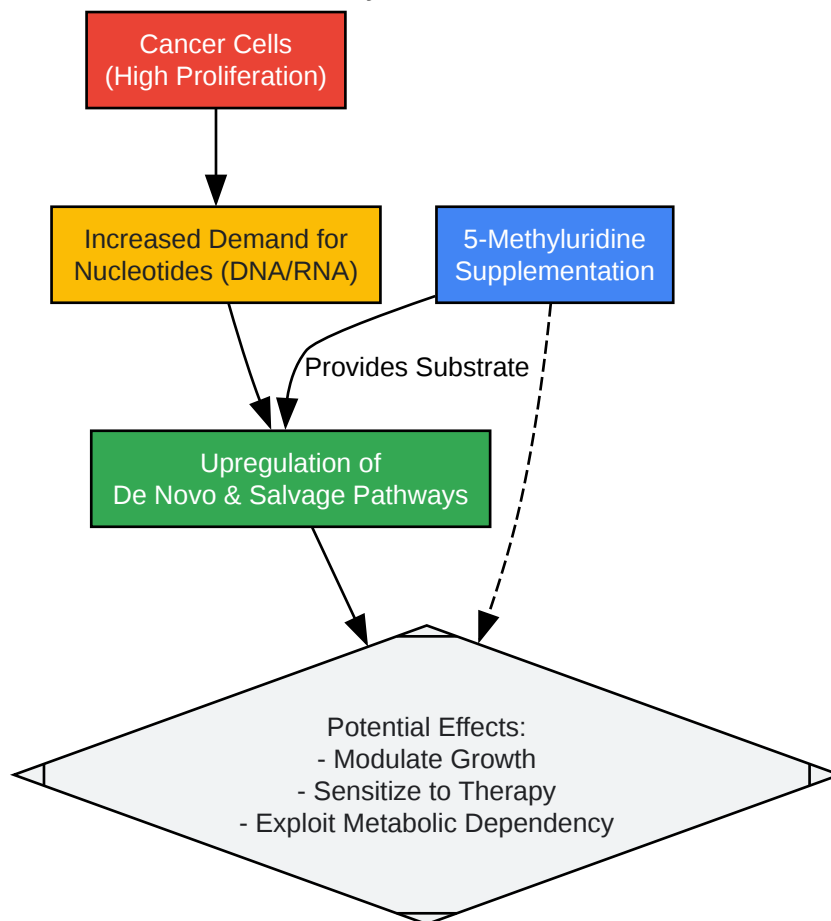 Cancer Cells
(High Proliferation)
Increased Demand for
Nucleotides (DNA/RNA)
5-Methyluridine
Supplementation
Provides Substrate
Upregulation of
De Novo & Salvage Pathways
Potential Effects:
- Modulate Growth
- Sensitize to Therapy
- Exploit Metabolic Dependency